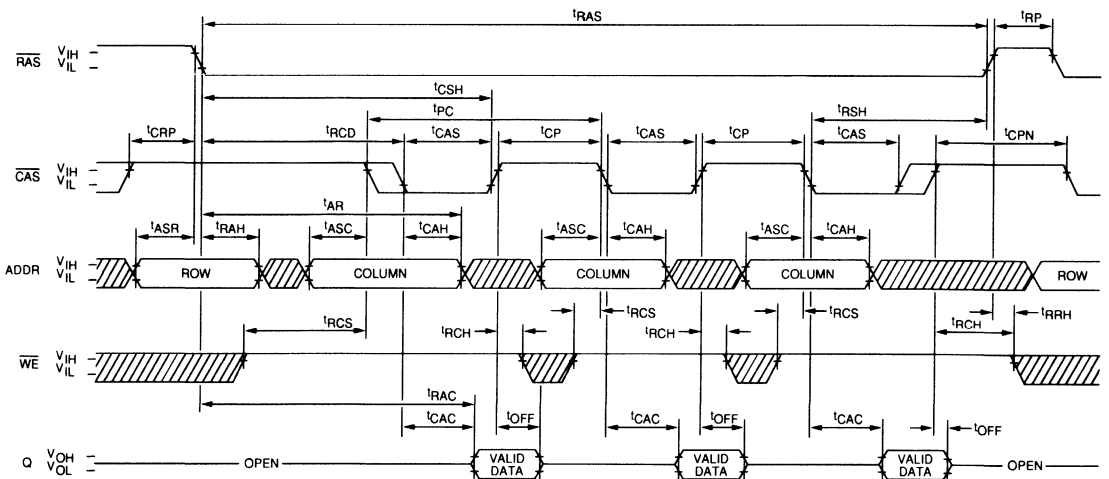 tRAS tRP
RAS VIH VIL
tCSH
tPC tRSH
tCRP tRCD tCAS tCP tCAS tCP tCAS tCPN
CAS VIH VIL
tAR
tASR tRAH tASC tCAH tASC tCAH tASC tCAH
ADDR VIH VIL ROW COLUMN COLUMN COLUMN ROW
tRCS tRCH tRCS tRCH tRCS tRCH tRRH
WE VIH VIL
tRAC
tCAC tOFF tCAC tOFF tCAC tOFF
Q VOH VOL OPEN VALID DATA VALID DATA VALID DATA OPEN